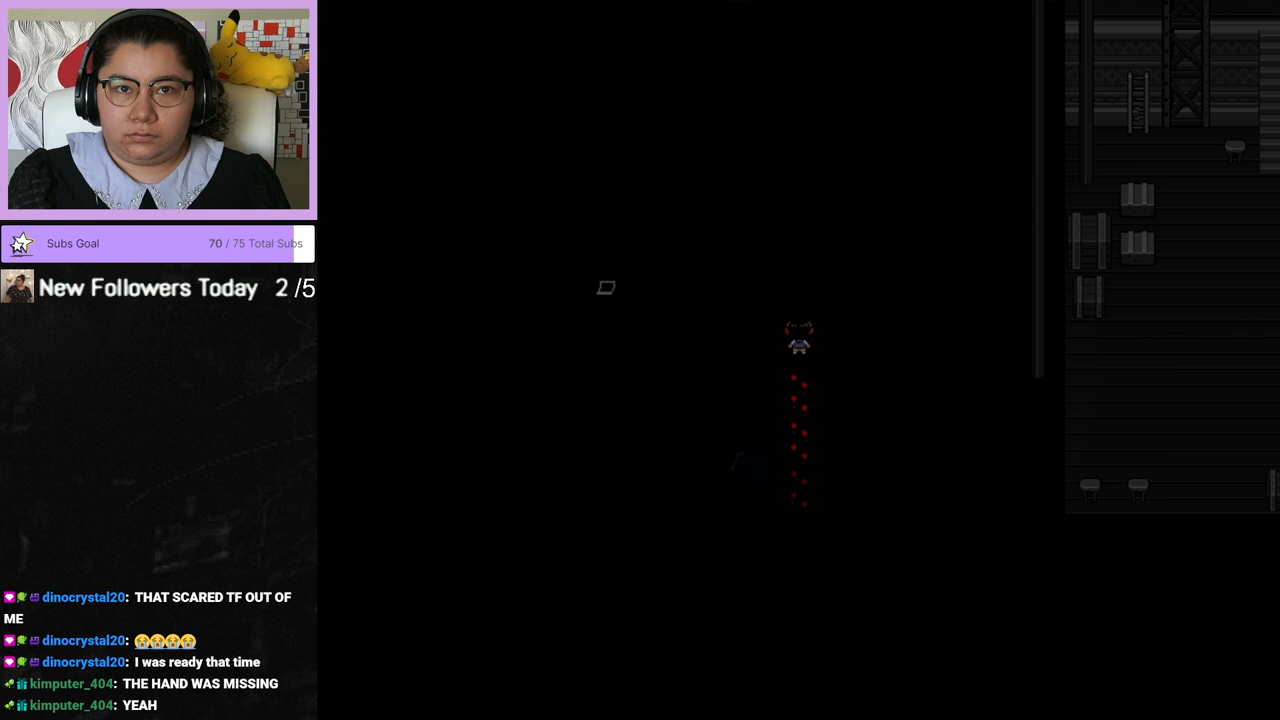 Subs Goal 70 / 75 Total Subs
New Followers Today 2 /5
dinocrystal20: THAT SCARED TF OUT OF
ME
dinocrystal20: 😭😭😭😭
dinocrystal20: I was ready that time
kimputer_404: THE HAND WAS MISSING
kimputer_404: YEAH